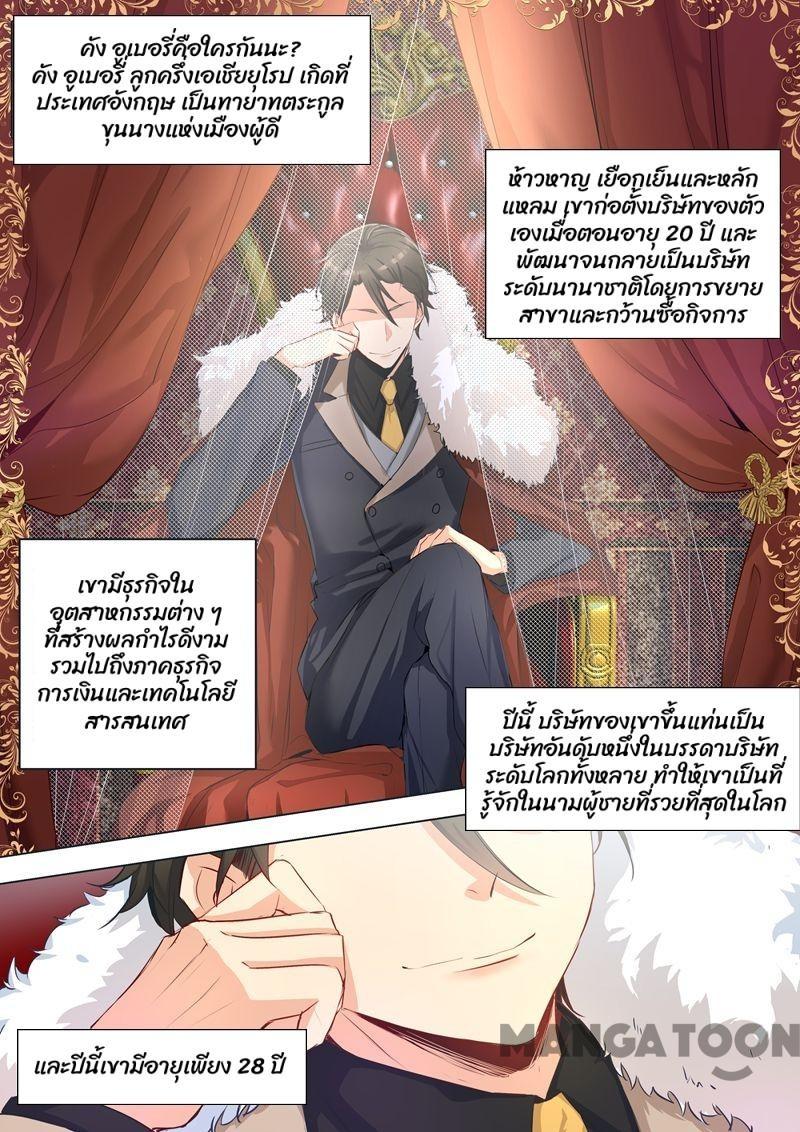 คัง อูเบอรี่คือใครกันนะ?
คัง อูเบอรี่ ลูกครึ่งเอเชียยุโรป เกิดที่
ประเทศอังกฤษ เป็นทายาทตระกูล
ขุนนางแห่งเมืองผู้ดี
ห้าวหาญ เยือกเย็นและหลัก
แหลม เขาก่อตั้งบริษัทของตัว
เองเมื่อตอนอายุ 20 ปี และ
พัฒนาจนกลายเป็นบริษัท
ระดับนานาชาติโดยการขยาย
สาขาและกว้านซื้อกิจการ
เขามีธุรกิจใน
อุตสาหกรรมต่าง ๆ
ที่สร้างผลกำไรดีงาม
รวมไปถึงภาคธุรกิจ
การเงินและเทคโนโลยี
สารสนเทศ
ปีนี้ บริษัทของเขาขึ้นแท่นเป็น
บริษัทอันดับหนึ่งในบรรดาบริษัท
ระดับโลกทั้งหลาย ทำให้เขาเป็นที่
รู้จักในนามผู้ชายที่รวยที่สุดในโลก
MANGATOON
และปีนี้เขามีอายุเพียง 28 ปี